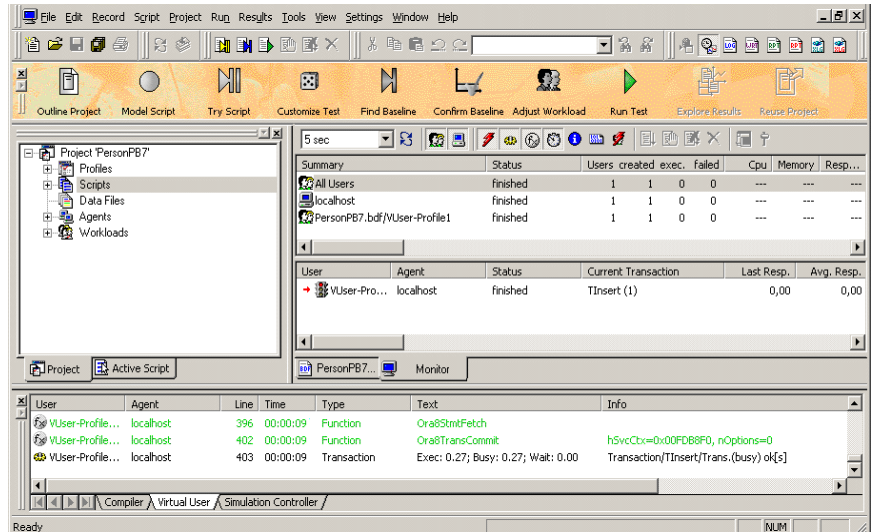 File Edit Record Script Project Run Results Tools View Settings Window Help
Outline Project Model Script Try Script Customize Test Find Baseline Confirm Baseline Adjust Workload Run Test Explore Results Reuse Project
Project 'PersonPB7'
Profiles
Scripts
Data Files
Agents
Workloads
Project Active Script
5 sec
Summary Status Users created exec. failed Cpu Memory Resp...
All Users finished 1 1 0 0 --- --- ---
localhost finished 1 1 0 0 --- --- ---
PersonPB7.bdf/VUser-Profile1 finished 1 1 0 0 --- --- ---
User Agent Status Current Transaction Last Resp. Avg. Resp.
VUser-Pro... localhost finished TInsert (1) 0,00 0,00
PersonPB7... Monitor
User Agent Line Time Type Text Info
VUser-Profile... localhost 396 00:00:09 Function Ora8StmtFetch
VUser-Profile... localhost 402 00:00:09 Function Ora8TransCommit hSvcCtx=0x00FDB8F0, nOptions=0
VUser-Profile... localhost 403 00:00:09 Transaction Exec: 0.27; Busy: 0.27; Wait: 0.00 Transaction/TInsert/Trans.(busy) ok[s]
Compiler Virtual User Simulation Controller
Ready NUM